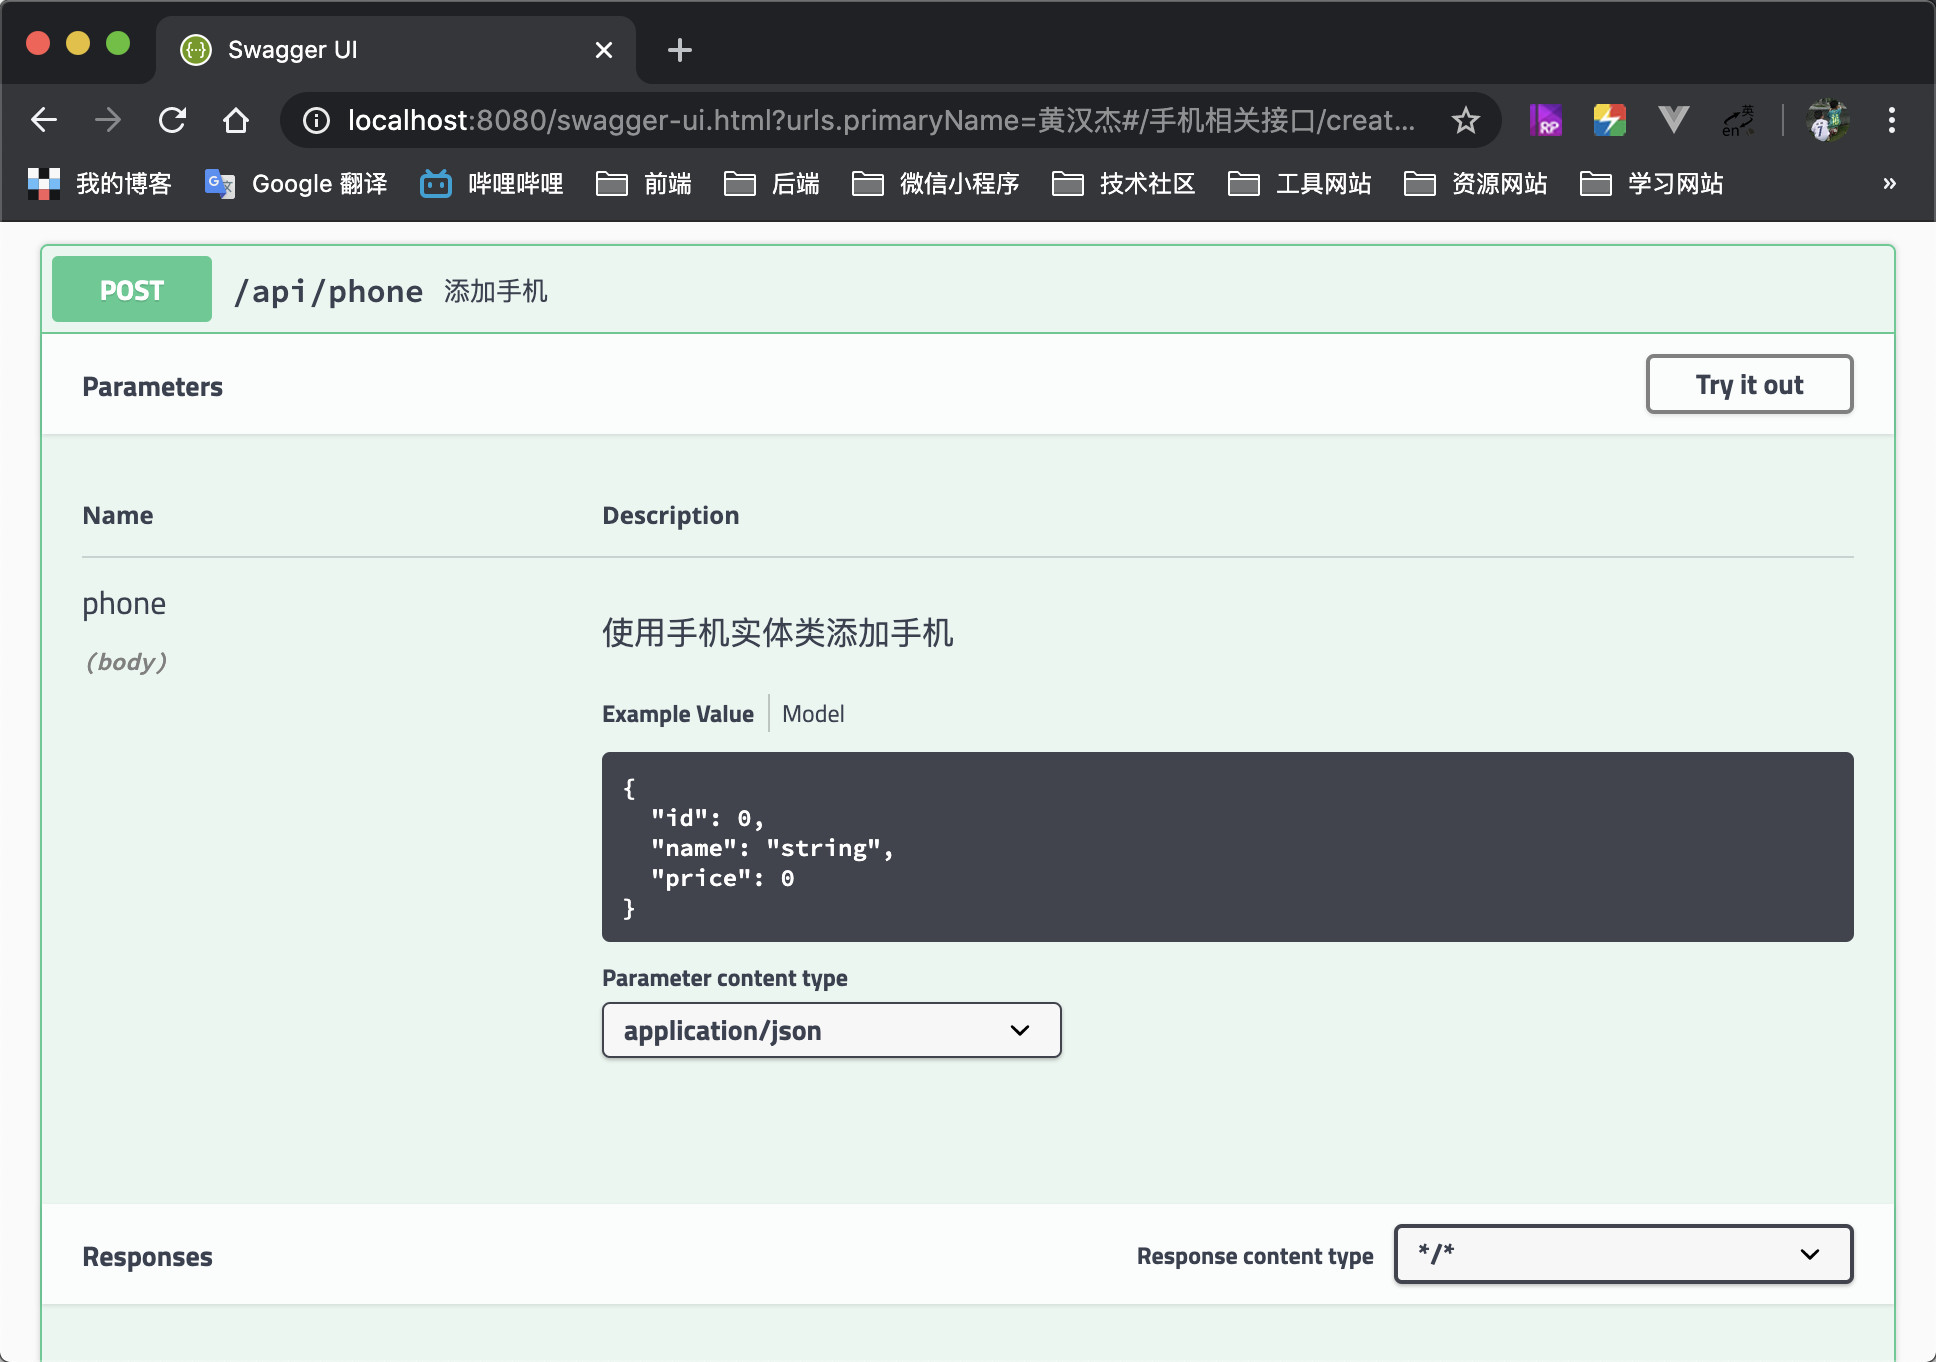 Swagger UI
localhost:8080/swagger-ui.html?urls.primaryName=黄汉杰#/手机相关接口/creat...
RP
英
en
我的博客 Google 翻译 哔哩哔哩 前端 后端 微信小程序 技术社区 工具网站 资源网站 学习网站 »
POST /api/phone 添加手机
Parameters Try it out
Name Description
phone
(body)
使用手机实体类添加手机
Example Value Model
{
"id": 0,
"name": "string",
"price": 0
}
Parameter content type
application/json
Responses Response content type */*